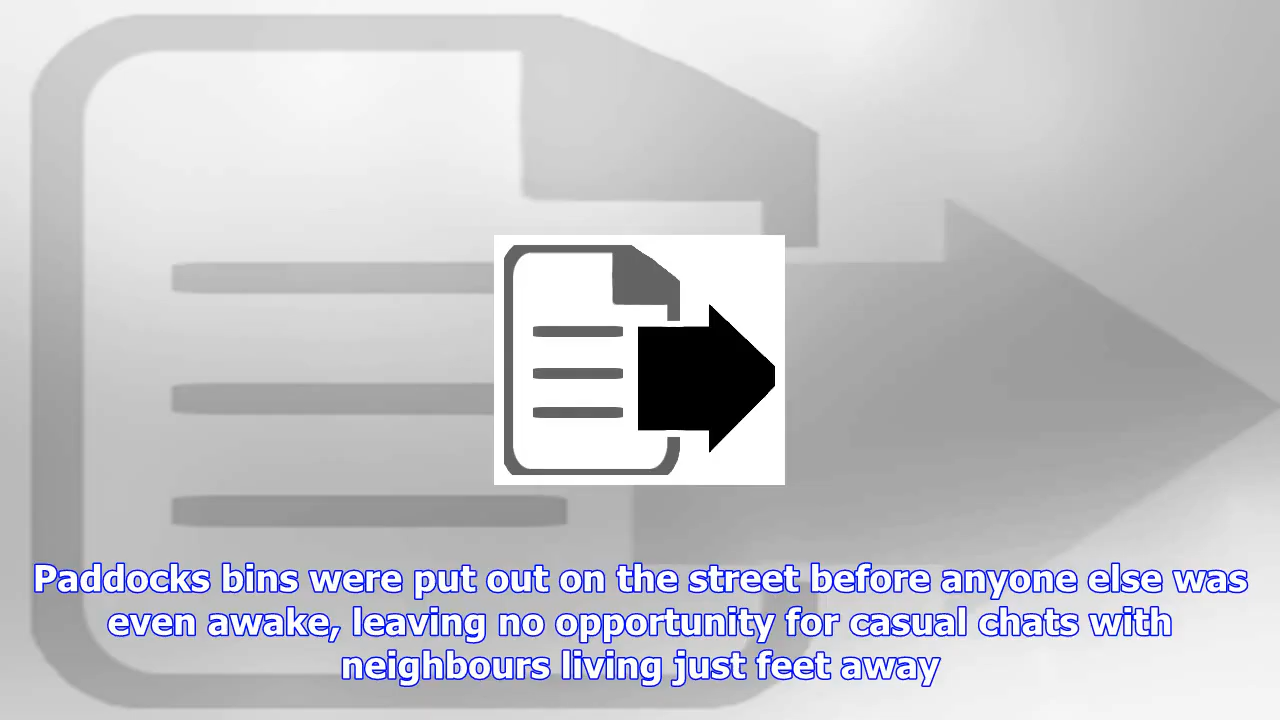 Paddocks bins were put out on the street before anyone else was
even awake, leaving no opportunity for casual chats with
neighbours living just feet away